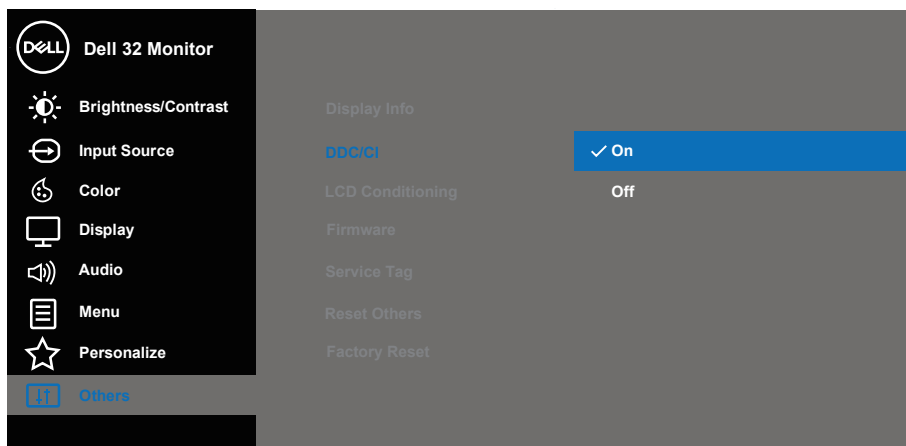 DELL Dell 32 Monitor
Brightness/Contrast
Display Info
Input Source
DDC/CI
On
Color
LCD Conditioning
Off
Display
Firmware
Audio
Service Tag
Menu
Reset Others
Personalize
Factory Reset
Others